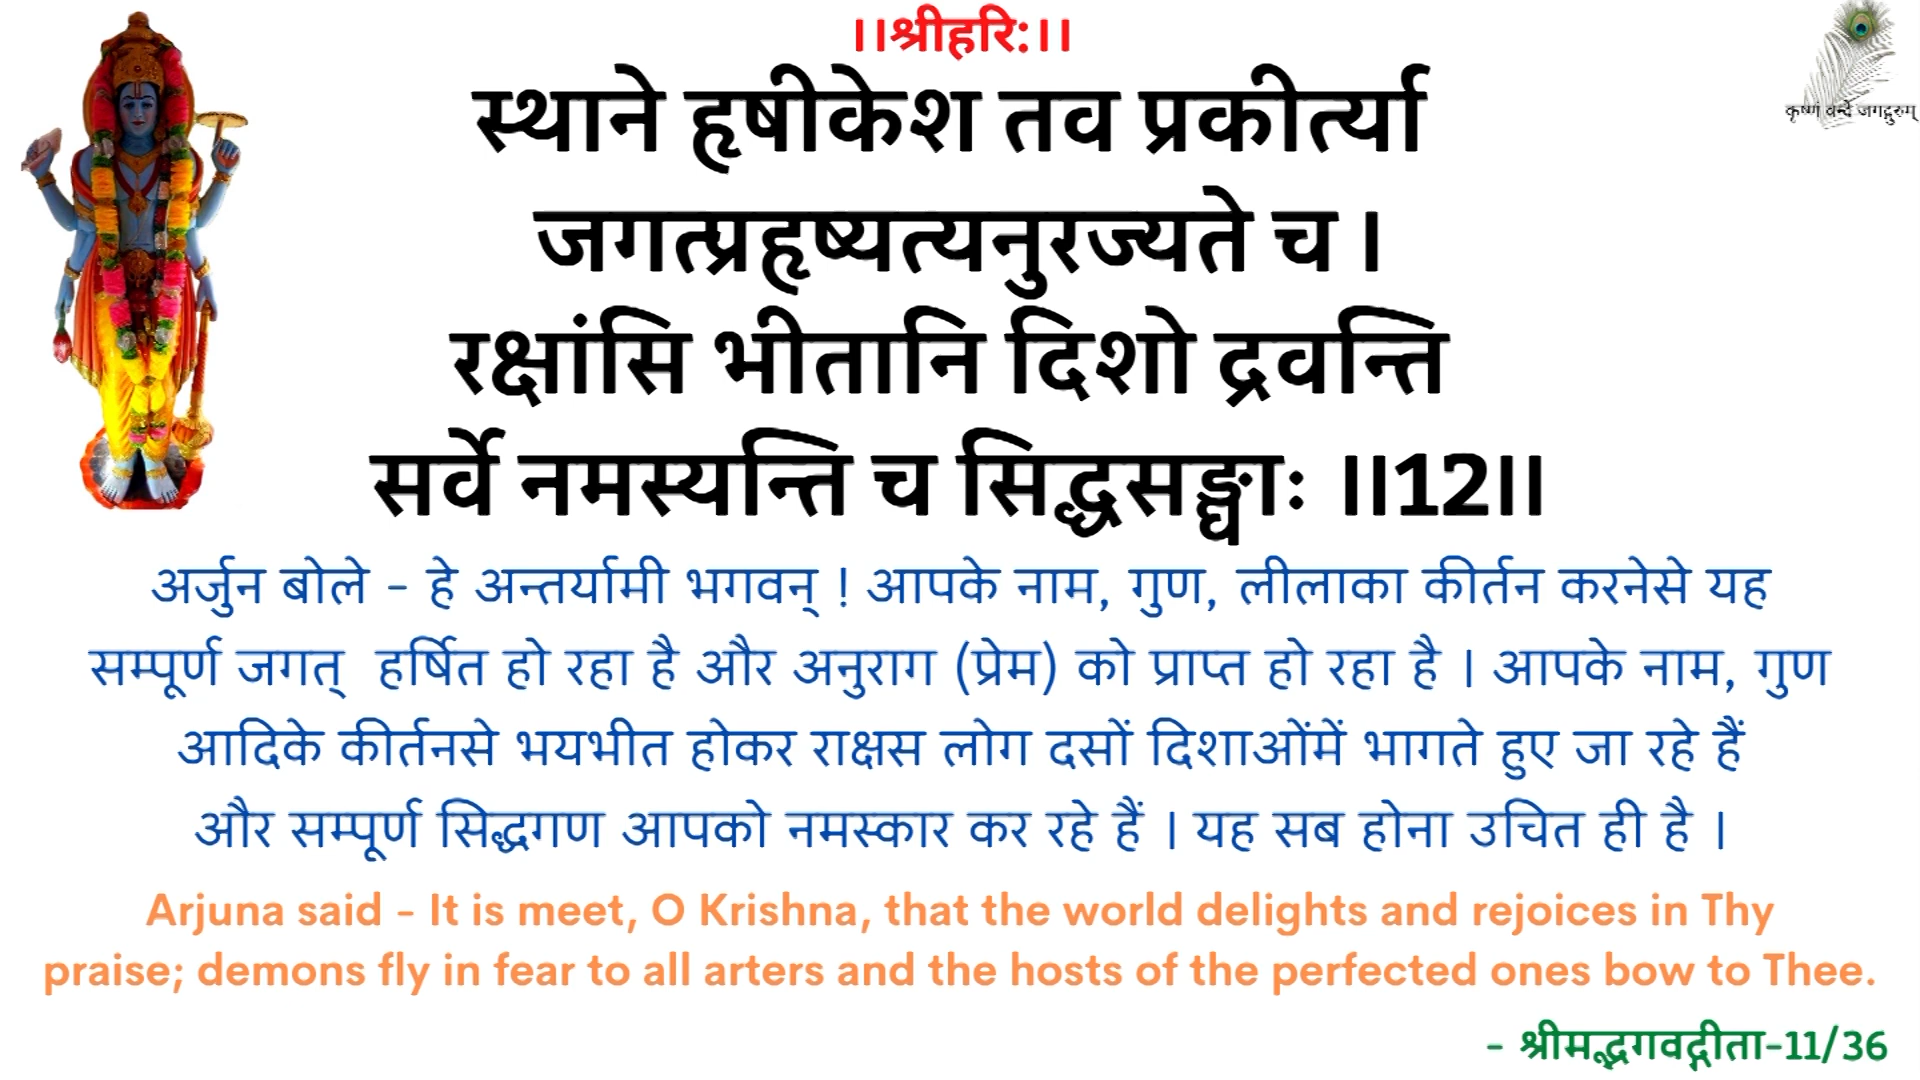 ।।श्रीहरि:।।
कृष्णं वन्दे जगद्गुरुम्
स्थाने हृषीकेश तव प्रकीर्त्या
जगत्प्रहृष्यत्यनुरज्यते च।
रक्षांसि भीतानि दिशो द्रवन्ति
सर्वे नमस्यन्ति च सिद्धसङ्घाः ॥12॥
अर्जुन बोले - हे अन्तर्यामी भगवन् ! आपके नाम, गुण, लीलाका कीर्तन करनेसे यह
सम्पूर्ण जगत् हर्षित हो रहा है और अनुराग (प्रेम) को प्राप्त हो रहा है । आपके नाम, गुण
आदिके कीर्तनसे भयभीत होकर राक्षस लोग दसों दिशाओंमें भागते हुए जा रहे हैं
और सम्पूर्ण सिद्धगण आपको नमस्कार कर रहे हैं । यह सब होना उचित ही है ।
Arjuna said - It is meet, O Krishna, that the world delights and rejoices in Thy
praise; demons fly in fear to all arters and the hosts of the perfected ones bow to Thee.
- श्रीमद्भगवद्गीता-11/36